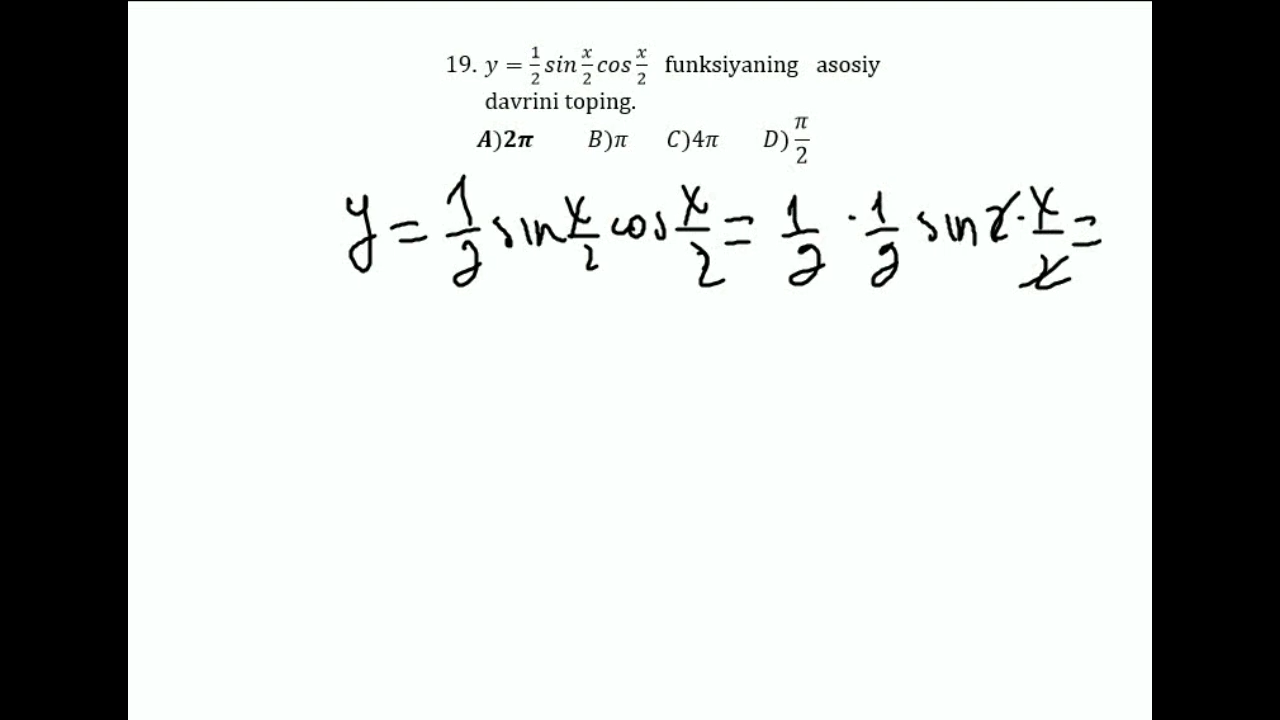 19. y = 1/2 sin x/2 cos x/2 funksiyaning asosiy
davrini toping.
A)2π B)π C)4π D) π/2
y = 1/2 sin x/2 cos x/2 = 1/2 · 1/2 sin 2 · x/2 =